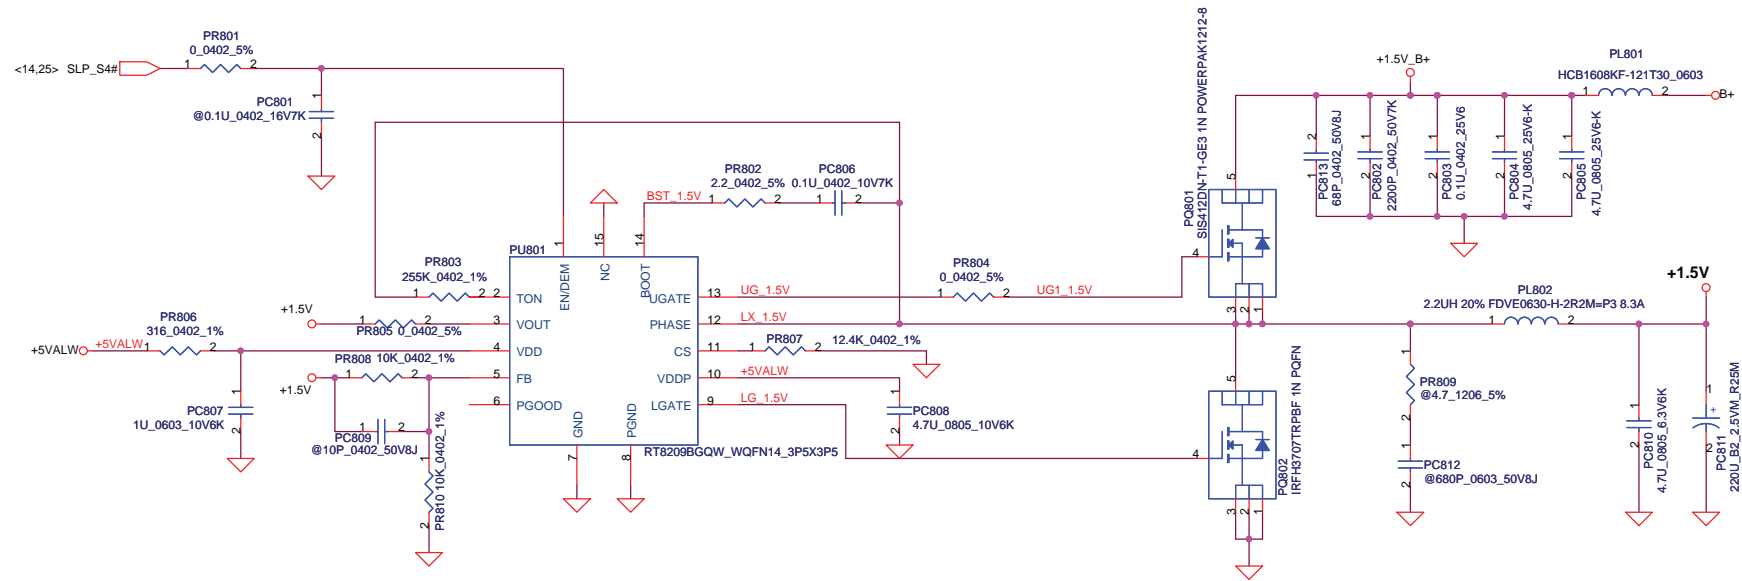 PR801
0_0402_5%
<14,25> SLP_S4#
1 2
1
PC801
@0.1U_0402_16V7K
2
PR802
2.2_0402_5%
PC806
0.1U_0402_10V7K
BST_1.5V
1 2
1 2
PU801
1
15
14
EN/DEM
NC
BOOT
PR803
255K_0402_1%
1 2
2
TON
UGATE
13
UG_1.5V
PR804
0_0402_5%
1 2
UG1_1.5V
+1.5V
1 2
PR805 0_0402_5%
3
VOUT
PHASE
12
LX_1.5V
PR806
316_0402_1%
+5VALW
+5VALW
1 2
4
VDD
CS
11
1 2
PR807
12.4K_0402_1%
PR808 10K_0402_1%
+1.5V
1 2
5
FB
VDDP
10
+5VALW
6
PGOOD
LGATE
9
LG_1.5V
1
PC807
1U_0603_10V6K
2
1 2
PC809
@10P_0402_50V8J
1
PR810 10K_0402_1%
2
GND
PGND
7
8
RT8209BGQW_WQFN14_3P5X3P5
1
PC808
4.7U_0805_10V6K
2
PQ801
SIS412DN-T1-GE3 1N POWERPAK1212-8
5
4
3
2
1
PQ802
IRFH3707TRPBF 1N PQFN
5
4
3
2
1
+1.5V_B+
PL801
HCB1608KF-121T30_0603
1 2
B+
2
1
PC813
68P_0402_50V8J
1
2
PC802
2200P_0402_50V7K
1
2
PC803
0.1U_0402_25V6
1
2
PC804
4.7U_0805_25V6-K
1
2
PC805
4.7U_0805_25V6-K
+1.5V
PL802
2.2UH 20% FDVE0630-H-2R2M=P3 8.3A
1 2
1
PR809
@4.7_1206_5%
2
1
PC812
@680P_0603_50V8J
2
1
2
PC810
4.7U_0805_6.3V6K
1
+
2
PC811
220U_B2_2.5VM_R25M